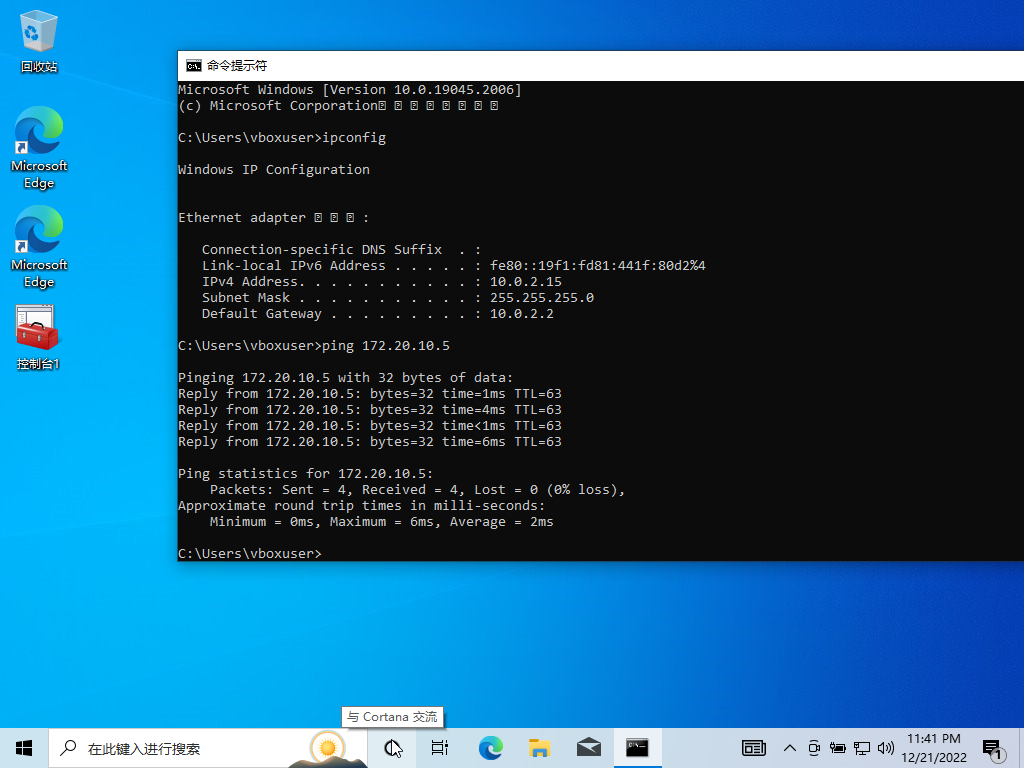 回收站
Microsoft
Edge
Microsoft
Edge
控制台1
命令提示符
Microsoft Windows [Version 10.0.19045.2006]
(c) Microsoft Corporation
C:\Users\vboxuser>ipconfig
Windows IP Configuration
Ethernet adapter :
Connection-specific DNS Suffix  . :
Link-local IPv6 Address . . . . . : fe80::19f1:fd81:441f:80d2%4
IPv4 Address. . . . . . . . . . . : 10.0.2.15
Subnet Mask . . . . . . . . . . . : 255.255.255.0
Default Gateway . . . . . . . . . : 10.0.2.2
C:\Users\vboxuser>ping 172.20.10.5
Pinging 172.20.10.5 with 32 bytes of data:
Reply from 172.20.10.5: bytes=32 time=1ms TTL=63
Reply from 172.20.10.5: bytes=32 time=4ms TTL=63
Reply from 172.20.10.5: bytes=32 time<1ms TTL=63
Reply from 172.20.10.5: bytes=32 time=6ms TTL=63
Ping statistics for 172.20.10.5:
Packets: Sent = 4, Received = 4, Lost = 0 (0% loss),
Approximate round trip times in milli-seconds:
Minimum = 0ms, Maximum = 6ms, Average = 2ms
C:\Users\vboxuser>
与 Cortana 交流
在此键入进行搜索
11:41 PM
12/21/2022
1